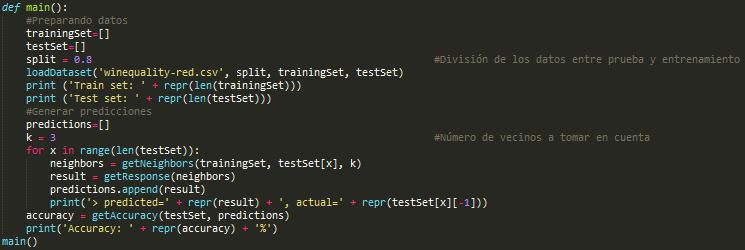 def main():
    #Preparando datos
    trainingSet=[]
    testSet=[]
    split = 0.8 #División de los datos entre prueba y entrenamiento
    loadDataset('winequality-red.csv', split, trainingSet, testSet)
    print ('Train set: ' + repr(len(trainingSet)))
    print ('Test set: ' + repr(len(testSet)))
    #Generar predicciones
    predictions=[]
    k = 3 #Número de vecinos a tomar en cuenta
    for x in range(len(testSet)):
        neighbors = getNeighbors(trainingSet, testSet[x], k)
        result = getResponse(neighbors)
        predictions.append(result)
        print('> predicted=' + repr(result) + ', actual=' + repr(testSet[x][-1]))
    accuracy = getAccuracy(testSet, predictions)
    print('Accuracy: ' + repr(accuracy) + '%')
main()